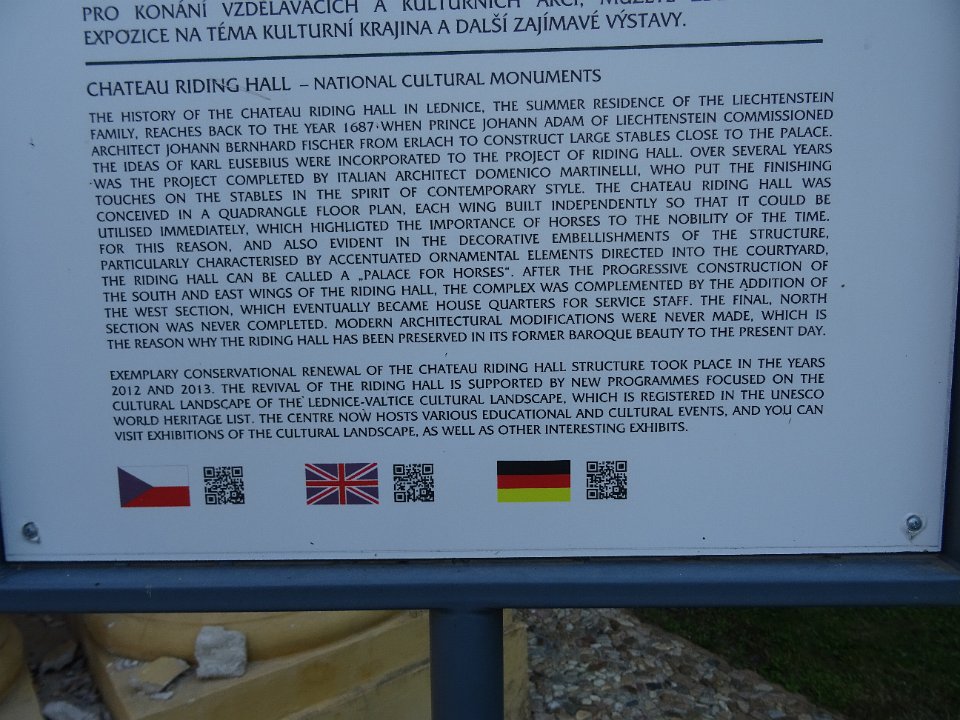 PRO KONÁNÍ VZDĚLÁVACÍCH A KULTURNÍCH AKCÍ, MŮŽETE
EXPOZICE NA TÉMA KULTURNÍ KRAJINA A DALŠÍ ZAJÍMAVÉ VÝSTAVY.
CHATEAU RIDING HALL – NATIONAL CULTURAL MONUMENTS
THE HISTORY OF THE CHATEAU RIDING HALL IN LEDNICE, THE SUMMER RESIDENCE OF THE LIECHTENSTEIN
FAMILY, REACHES BACK TO THE YEAR 1687 WHEN PRINCE JOHANN ADAM OF LIECHTENSTEIN COMMISSIONED
ARCHITECT JOHANN BERNHARD FISCHER FROM ERLACH TO CONSTRUCT LARGE STABLES CLOSE TO THE PALACE.
THE IDEAS OF KARL EUSEBIUS WERE INCORPORATED TO THE PROJECT OF RIDING HALL. OVER SEVERAL YEARS
WAS THE PROJECT COMPLETED BY ITALIAN ARCHITECT DOMENICO MARTINELLI, WHO PUT THE FINISHING
TOUCHES ON THE STABLES IN THE SPIRIT OF CONTEMPORARY STYLE. THE CHATEAU RIDING HALL WAS
CONCEIVED IN A QUADRANGLE FLOOR PLAN, EACH WING BUILT INDEPENDENTLY SO THAT IT COULD BE
UTILISED IMMEDIATELY, WHICH HIGHLIGTED THE IMPORTANCE OF HORSES TO THE NOBILITY OF THE TIME.
FOR THIS REASON, AND ALSO EVIDENT IN THE DECORATIVE EMBELLISHMENTS OF THE STRUCTURE,
PARTICULARLY CHARACTERISED BY ACCENTUATED ORNAMENTAL ELEMENTS DIRECTED INTO THE COURTYARD,
THE RIDING HALL CAN BE CALLED A „PALACE FOR HORSES“. AFTER THE PROGRESSIVE CONSTRUCTION OF
THE SOUTH AND EAST WINGS OF THE RIDING HALL, THE COMPLEX WAS COMPLEMENTED BY THE ADDITION OF
THE WEST SECTION, WHICH EVENTUALLY BECAME HOUSE QUARTERS FOR SERVICE STAFF. THE FINAL, NORTH
SECTION WAS NEVER COMPLETED. MODERN ARCHITECTURAL MODIFICATIONS WERE NEVER MADE, WHICH IS
THE REASON WHY THE RIDING HALL HAS BEEN PRESERVED IN ITS FORMER BAROQUE BEAUTY TO THE PRESENT DAY.
EXEMPLARY CONSERVATIONAL RENEWAL OF THE CHATEAU RIDING HALL STRUCTURE TOOK PLACE IN THE YEARS
2012 AND 2013. THE REVIVAL OF THE RIDING HALL IS SUPPORTED BY NEW PROGRAMMES FOCUSED ON THE
CULTURAL LANDSCAPE OF THE LEDNICE-VALTICE CULTURAL LANDSCAPE, WHICH IS REGISTERED IN THE UNESCO
WORLD HERITAGE LIST. THE CENTRE NOW HOSTS VARIOUS EDUCATIONAL AND CULTURAL EVENTS, AND YOU CAN
VISIT EXHIBITIONS OF THE CULTURAL LANDSCAPE, AS WELL AS OTHER INTERESTING EXHIBITS.